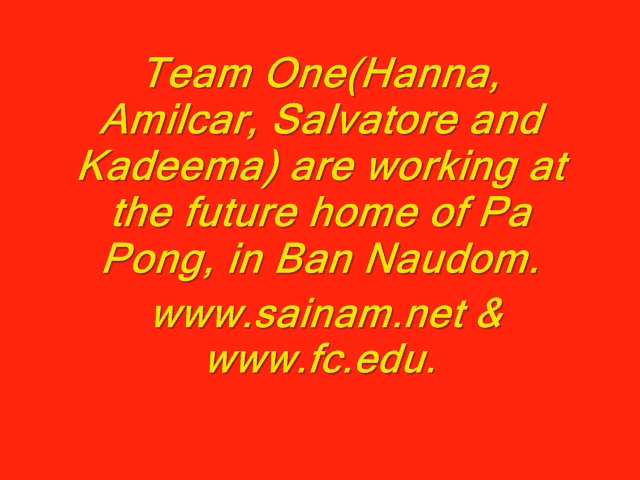 Team One(Hanna,
Amilcar, Salvatore and
Kadeema) are working at
the future home of Pa
Pong, in Ban Naudom.
www.sainam.net &
www.fc.edu.